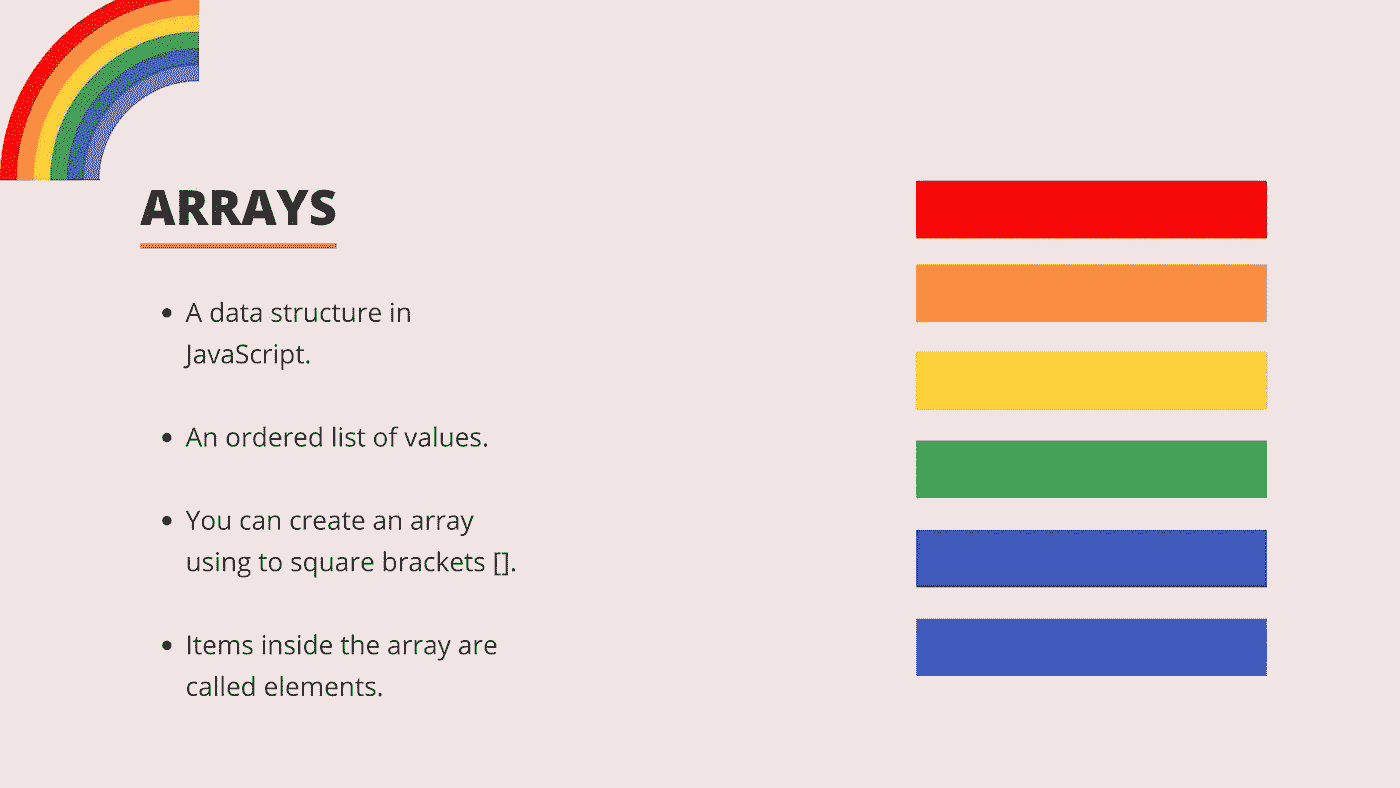 ARRAYS
• A data structure in
JavaScript.
• An ordered list of values.
• You can create an array
using to square brackets [].
• Items inside the array are
called elements.